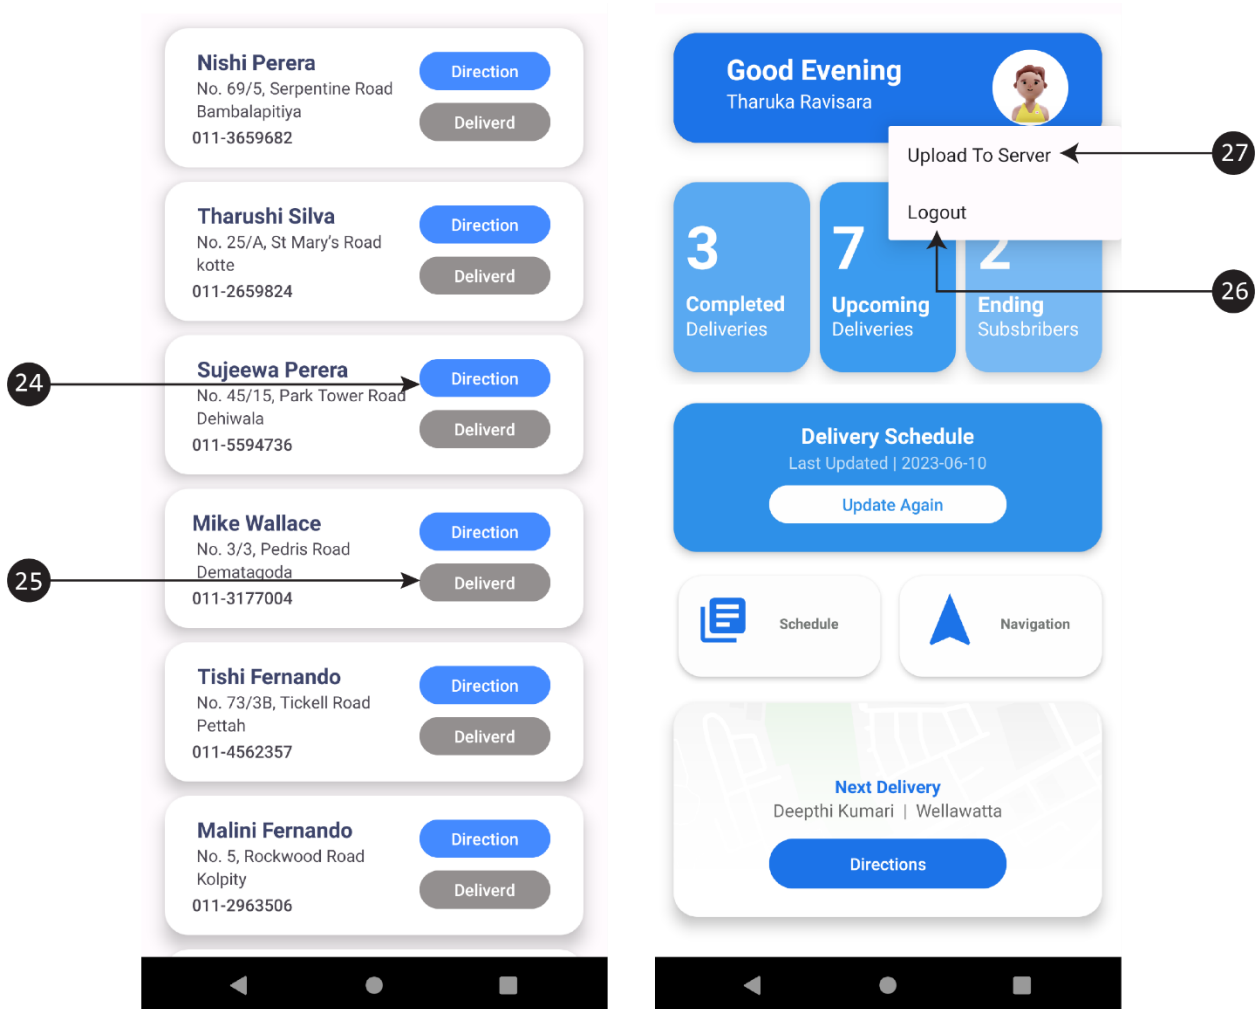 Nishi Perera
No. 69/5, Serpentine Road
Bambalapitiya
011-3659682
Direction
Deliverd
Tharushi Silva
No. 25/A, St Mary's Road
kotte
011-2659824
Direction
Deliverd
24
Sujeewa Perera
No. 45/15, Park Tower Road
Dehiwala
011-5594736
Direction
Deliverd
25
Mike Wallace
No. 3/3, Pedris Road
Dematagoda
011-3177004
Direction
Deliverd
Tishi Fernando
No. 73/3B, Tickell Road
Pettah
011-4562357
Direction
Deliverd
Malini Fernando
No. 5, Rockwood Road
Kolpity
011-2963506
Direction
Deliverd
Good Evening
Tharuka Ravisara
Upload To Server
27
Logout
26
3
Completed
Deliveries
7
Upcoming
Deliveries
2
Ending
Subsbribers
Delivery Schedule
Last Updated | 2023-06-10
Update Again
Schedule
Navigation
Next Delivery
Deepthi Kumari | Wellawatta
Directions